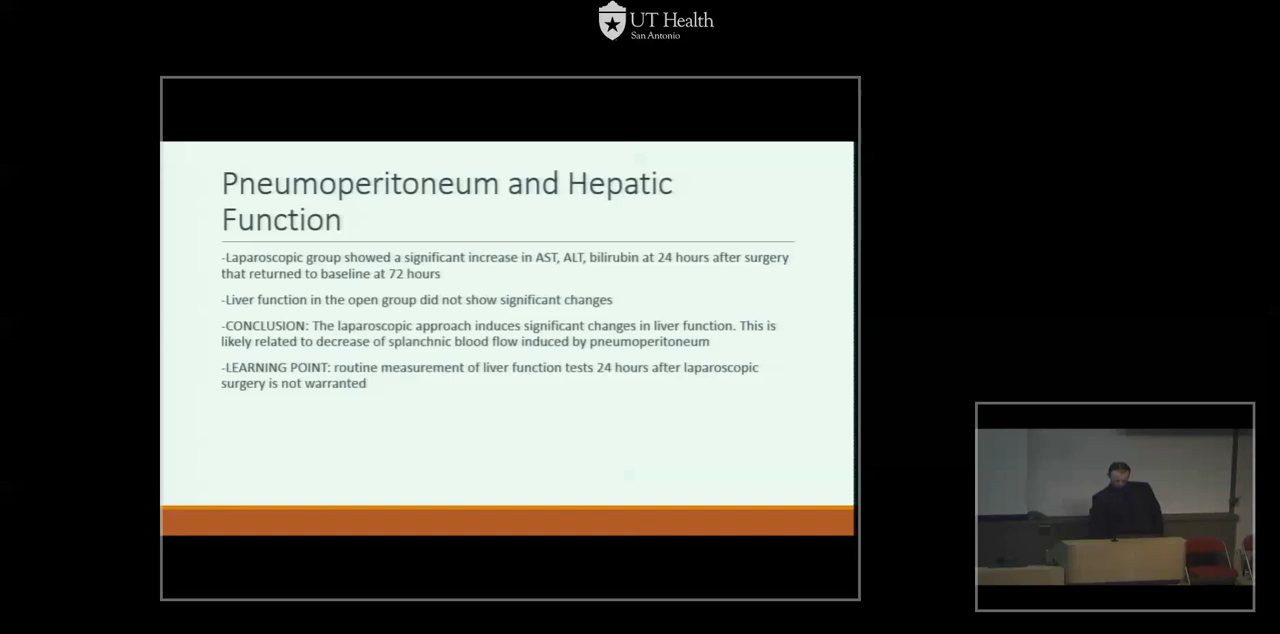 UT Health
San Antonio
Pneumoperitoneum and Hepatic
Function
-Laparoscopic group showed a significant increase in AST, ALT, bilirubin at 24 hours after surgery
that returned to baseline at 72 hours
-Liver function in the open group did not show significant changes
-CONCLUSION: The laparoscopic approach induces significant changes in liver function. This is
likely related to decrease of splanchnic blood flow induced by pneumoperitoneum
-LEARNING POINT: routine measurement of liver function tests 24 hours after laparoscopic
surgery is not warranted